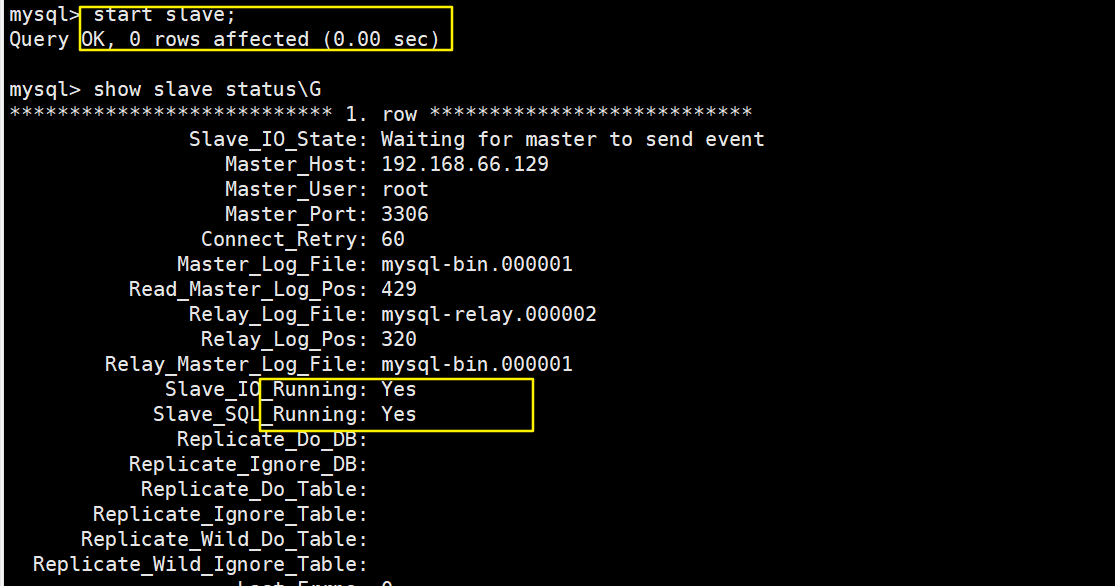 mysql> start slave;
Query OK, 0 rows affected (0.00 sec)
mysql> show slave status\G
*************************** 1. row ***************************
Slave_IO_State: Waiting for master to send event
Master_Host: 192.168.66.129
Master_User: root
Master_Port: 3306
Connect_Retry: 60
Master_Log_File: mysql-bin.000001
Read_Master_Log_Pos: 429
Relay_Log_File: mysql-relay.000002
Relay_Log_Pos: 320
Relay_Master_Log_File: mysql-bin.000001
Slave_IO_Running: Yes
Slave_SQL_Running: Yes
Replicate_Do_DB:
Replicate_Ignore_DB:
Replicate_Do_Table:
Replicate_Ignore_Table:
Replicate_Wild_Do_Table:
Replicate_Wild_Ignore_Table: